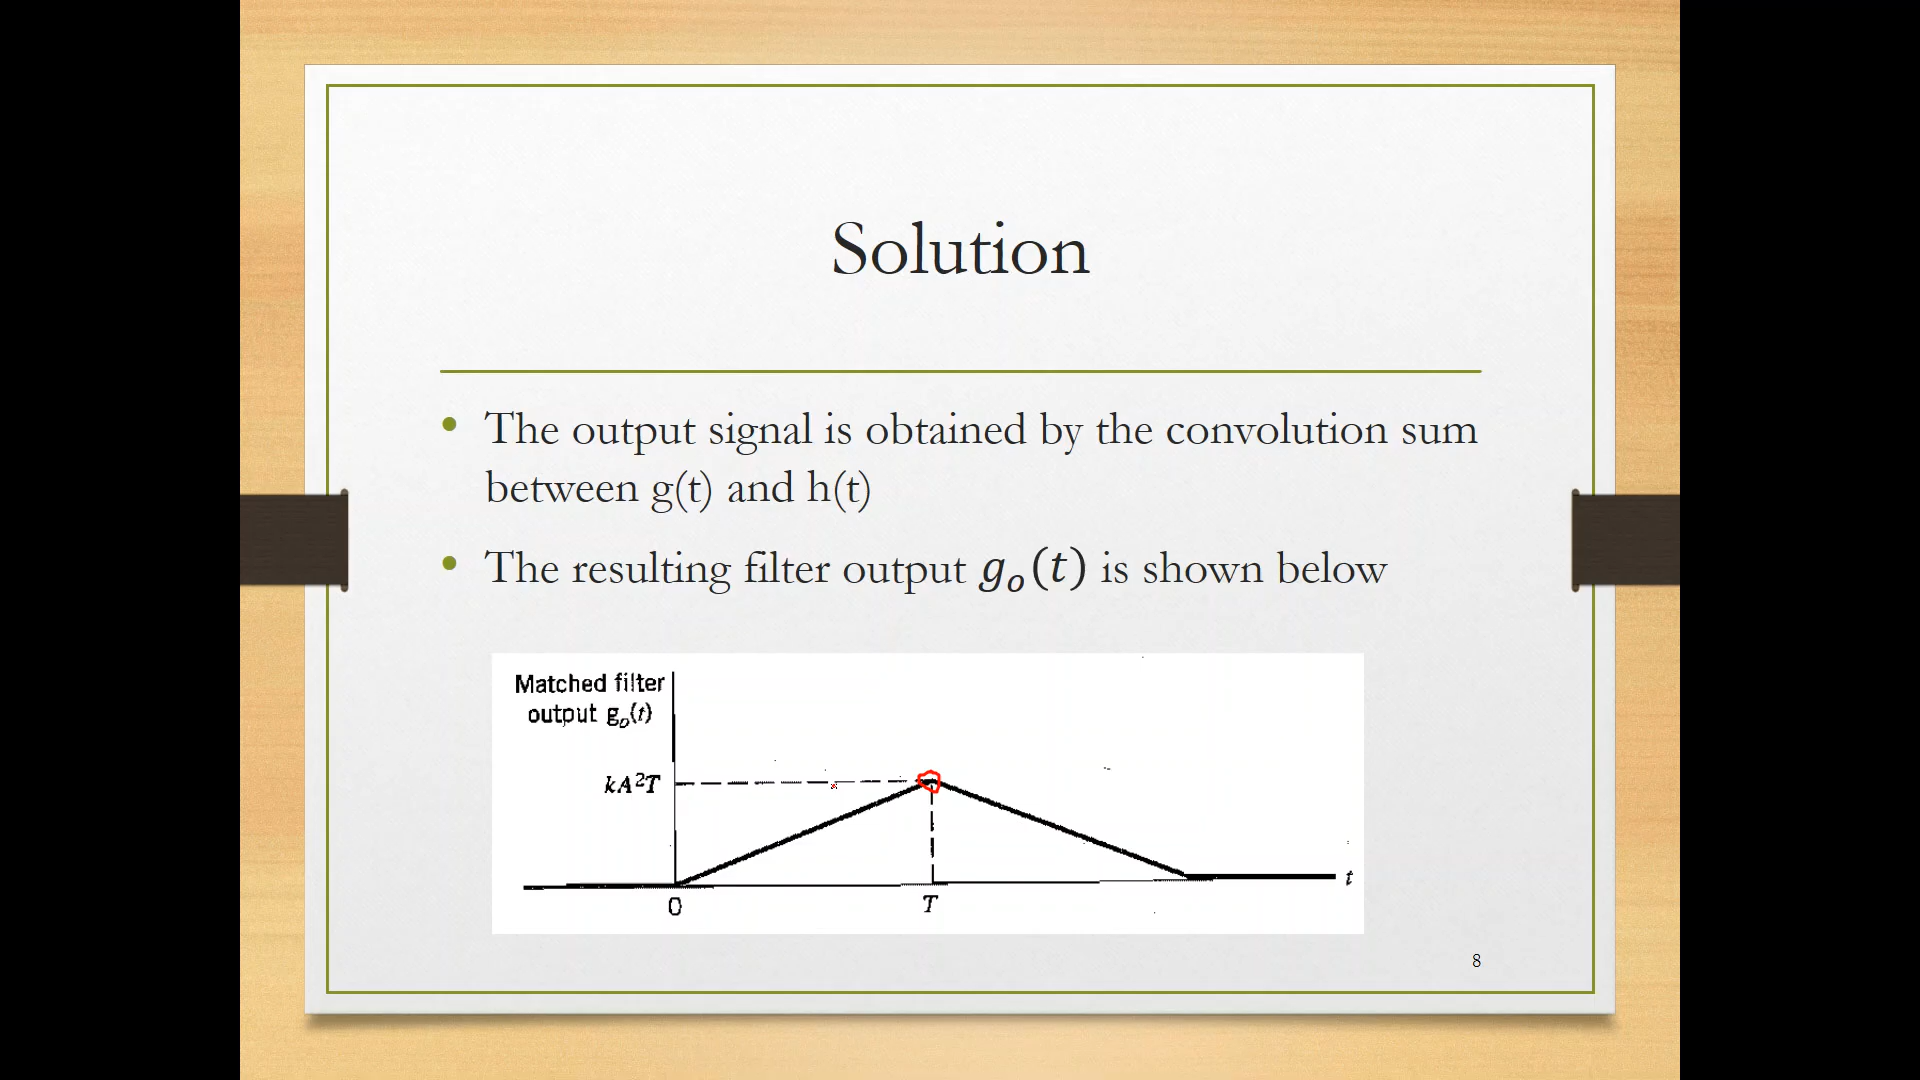 Solution
• The output signal is obtained by the convolution sum
between g(t) and h(t)
• The resulting filter output gₒ(t) is shown below
Matched filter
output gₒ(t)
kA²T
0
T
t
8